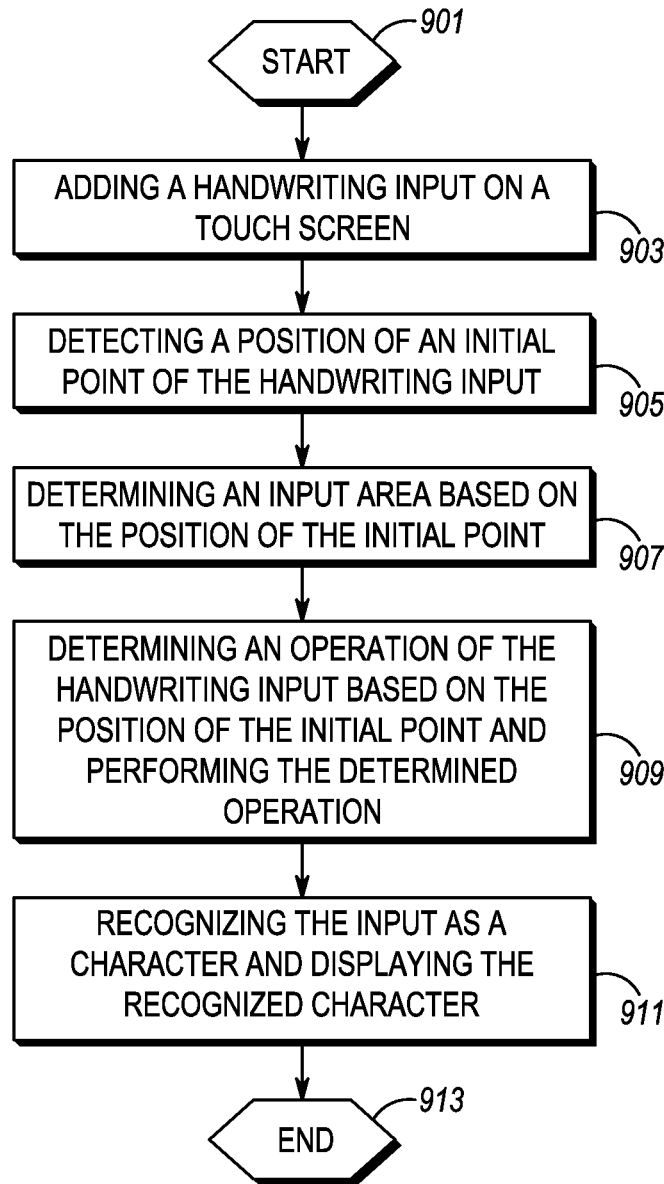 901
START
ADDING A HANDWRITING INPUT ON A
TOUCH SCREEN
903
DETECTING A POSITION OF AN INITIAL
POINT OF THE HANDWRITING INPUT
905
DETERMINING AN INPUT AREA BASED ON
THE POSITION OF THE INITIAL POINT
907
DETERMINING AN OPERATION OF THE
HANDWRITING INPUT BASED ON THE
POSITION OF THE INITIAL POINT AND
PERFORMING THE DETERMINED
OPERATION
909
RECOGNIZING THE INPUT AS A
CHARACTER AND DISPLAYING THE
RECOGNIZED CHARACTER
911
913
END